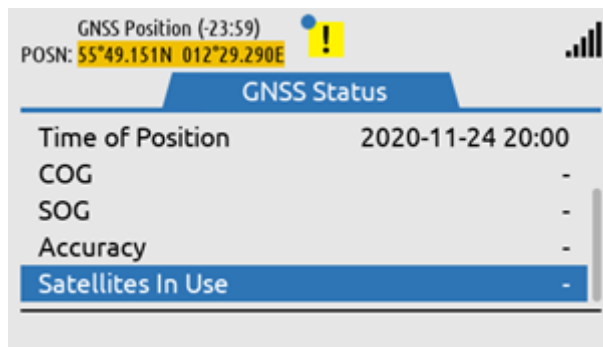 GNSS Position (-23:59)
POSN: 55°49.151N 012°29.290E
!
GNSS Status
Time of Position 2020-11-24 20:00
COG -
SOG -
Accuracy -
Satellites In Use -